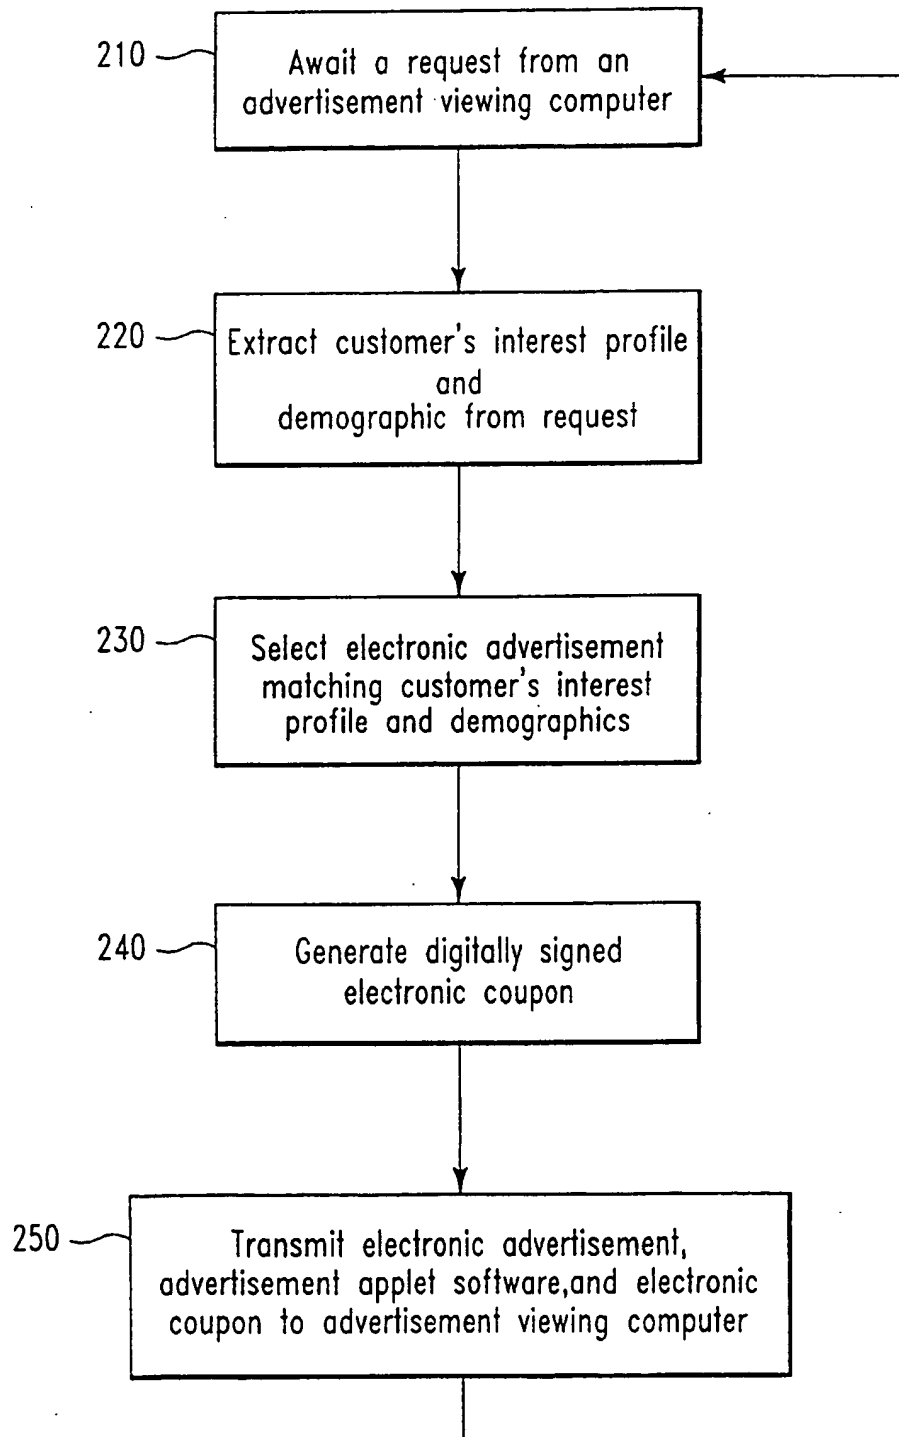 210
Await a request from an
advertisement viewing computer
220
Extract customer's interest profile
and
demographic from request
230
Select electronic advertisement
matching customer's interest
profile and demographics
240
Generate digitally signed
electronic coupon
250
Transmit electronic advertisement,
advertisement applet software,and electronic
coupon to advertisement viewing computer